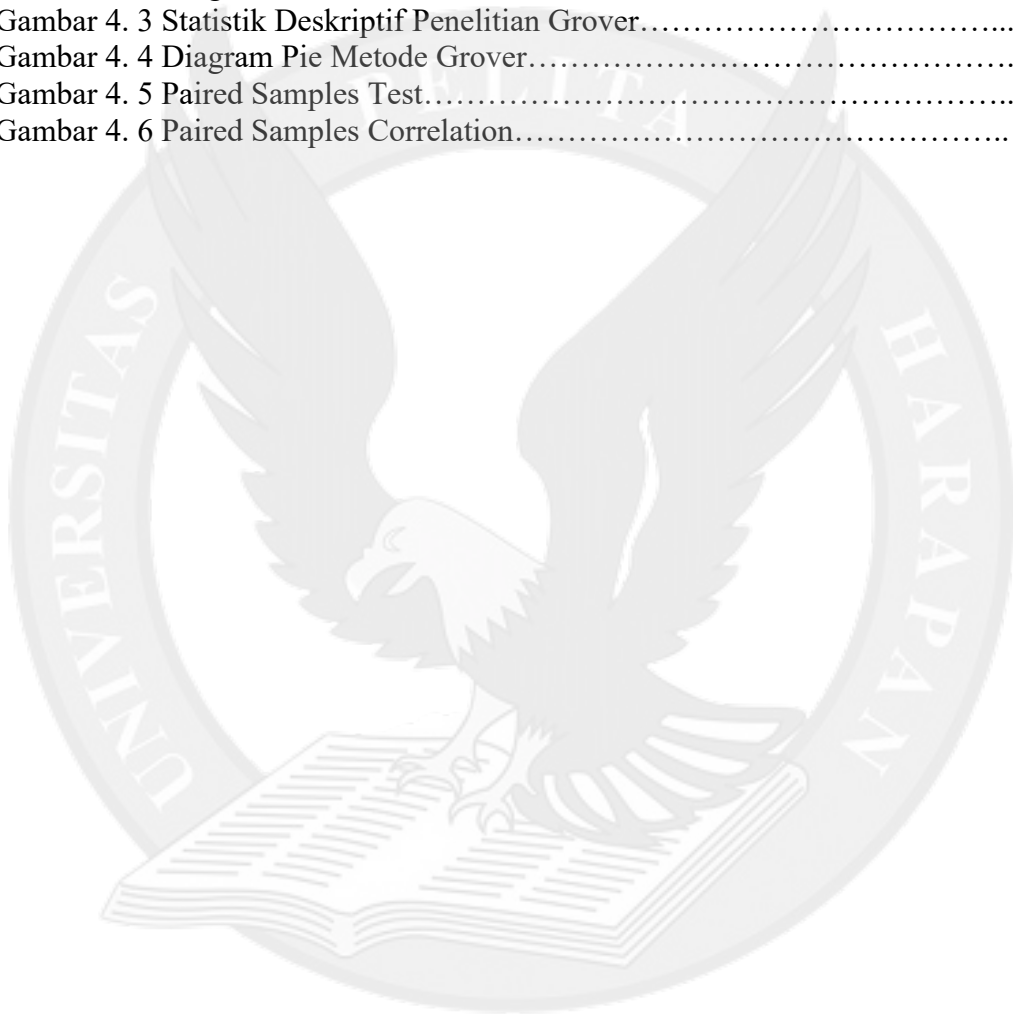 Gambar 4. 3 Statistik Deskriptif Penelitian Grover…………………………...
Gambar 4. 4 Diagram Pie Metode Grover…………………………………….
Gambar 4. 5 Paired Samples Test……………………………………………..
Gambar 4. 6 Paired Samples Correlation……………………………………..
UNIVERSITAS PELITA HARAPAN